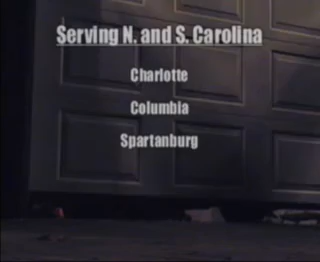 Serving N. and S. Carolina
Charlotte
Columbia
Spartanburg